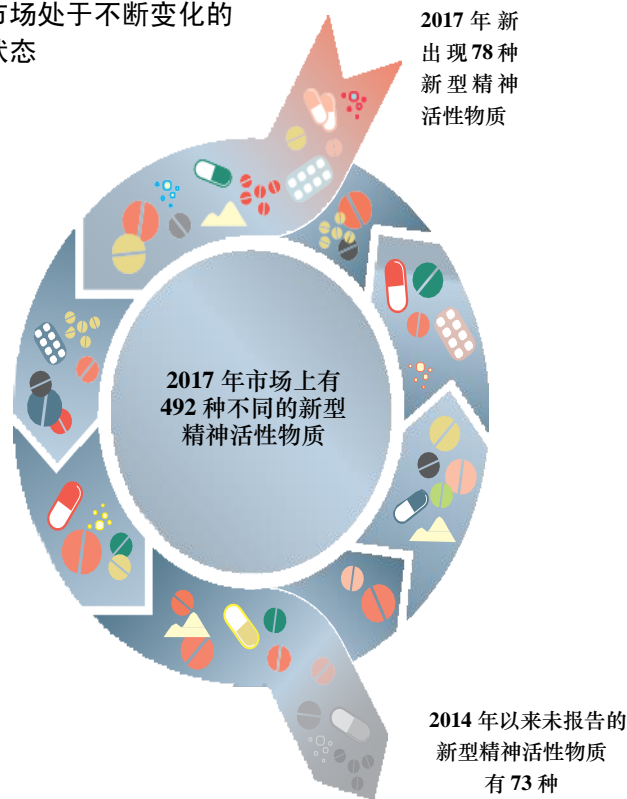 市场处于不断变化的
状态
2017 年 新
出 现 78 种
新 型 精 神
活性物质
2017 年市场上有
492 种不同的新型
精神活性物质
2014 年以来未报告的
新型精神活性物质
有 73 种